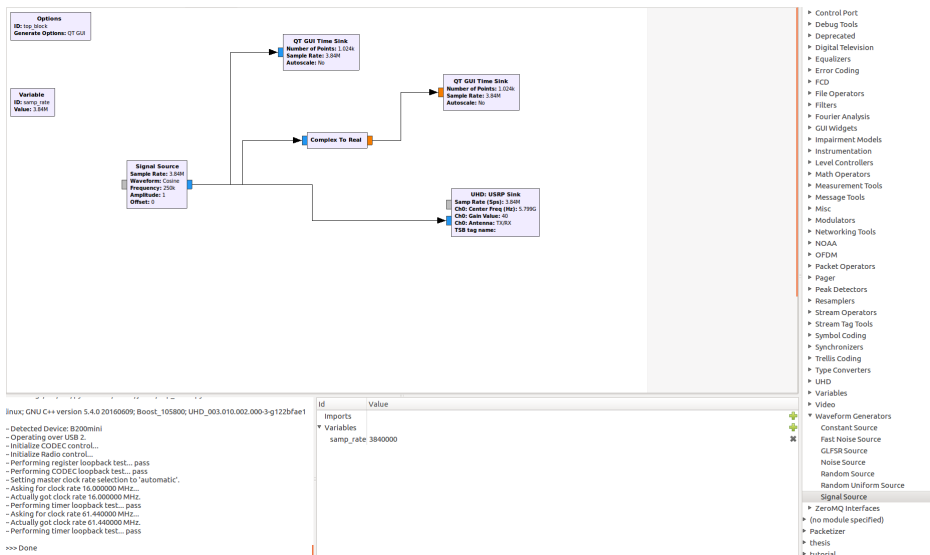 Options
ID: top_block
Generate Options: QT GUI
Variable
ID: samp_rate
Value: 3.84M
QT GUI Time Sink
Number of Points: 1.024k
Sample Rate: 3.84M
Autoscale: No
QT GUI Time Sink
Number of Points: 1.024k
Sample Rate: 3.84M
Autoscale: No
Complex To Real
Signal Source
Sample Rate: 3.84M
Waveform: Cosine
Frequency: 250k
Amplitude: 1
Offset: 0
UHD: USRP Sink
Samp Rate (Sps): 3.84M
Ch0: Center Freq (Hz): 5.799G
Ch0: Gain Value: 40
Ch0: Antenna: TX/RX
TSB tag name:
Control Port
Debug Tools
Deprecated
Digital Television
Equalizers
Error Coding
FCD
File Operators
Filters
Fourier Analysis
GUI Widgets
Impairment Models
Instrumentation
Level Controllers
Math Operators
Measurement Tools
Message Tools
Misc
Modulators
Networking Tools
NOAA
OFDM
Packet Operators
Pager
Peak Detectors
Resamplers
Stream Operators
Stream Tag Tools
Symbol Coding
Synchronizers
Trellis Coding
Type Converters
UHD
Variables
Video
Waveform Generators
Constant Source
Fast Noise Source
GLFSR Source
Noise Source
Random Source
Random Uniform Source
Signal Source
ZeroMQ Interfaces
(no module specified)
Packetizer
thesis
tutorial
inux; GNU C++ version 5.4.0 20160609; Boost_105800; UHD_003.010.002.000-3-g122bfae1
– Detected Device: B200mini
– Operating over USB 2.
– Initialize CODEC control...
– Initialize Radio control...
– Performing register loopback test... pass
– Performing CODEC loopback test... pass
– Setting master clock rate selection to 'automatic'.
– Asking for clock rate 16.000000 MHz...
– Actually got clock rate 16.000000 MHz.
– Performing timer loopback test... pass
– Asking for clock rate 61.440000 MHz...
– Actually got clock rate 61.440000 MHz.
– Performing timer loopback test... pass
>>> Done
Id Value
Imports
Variables
samp_rate 3840000